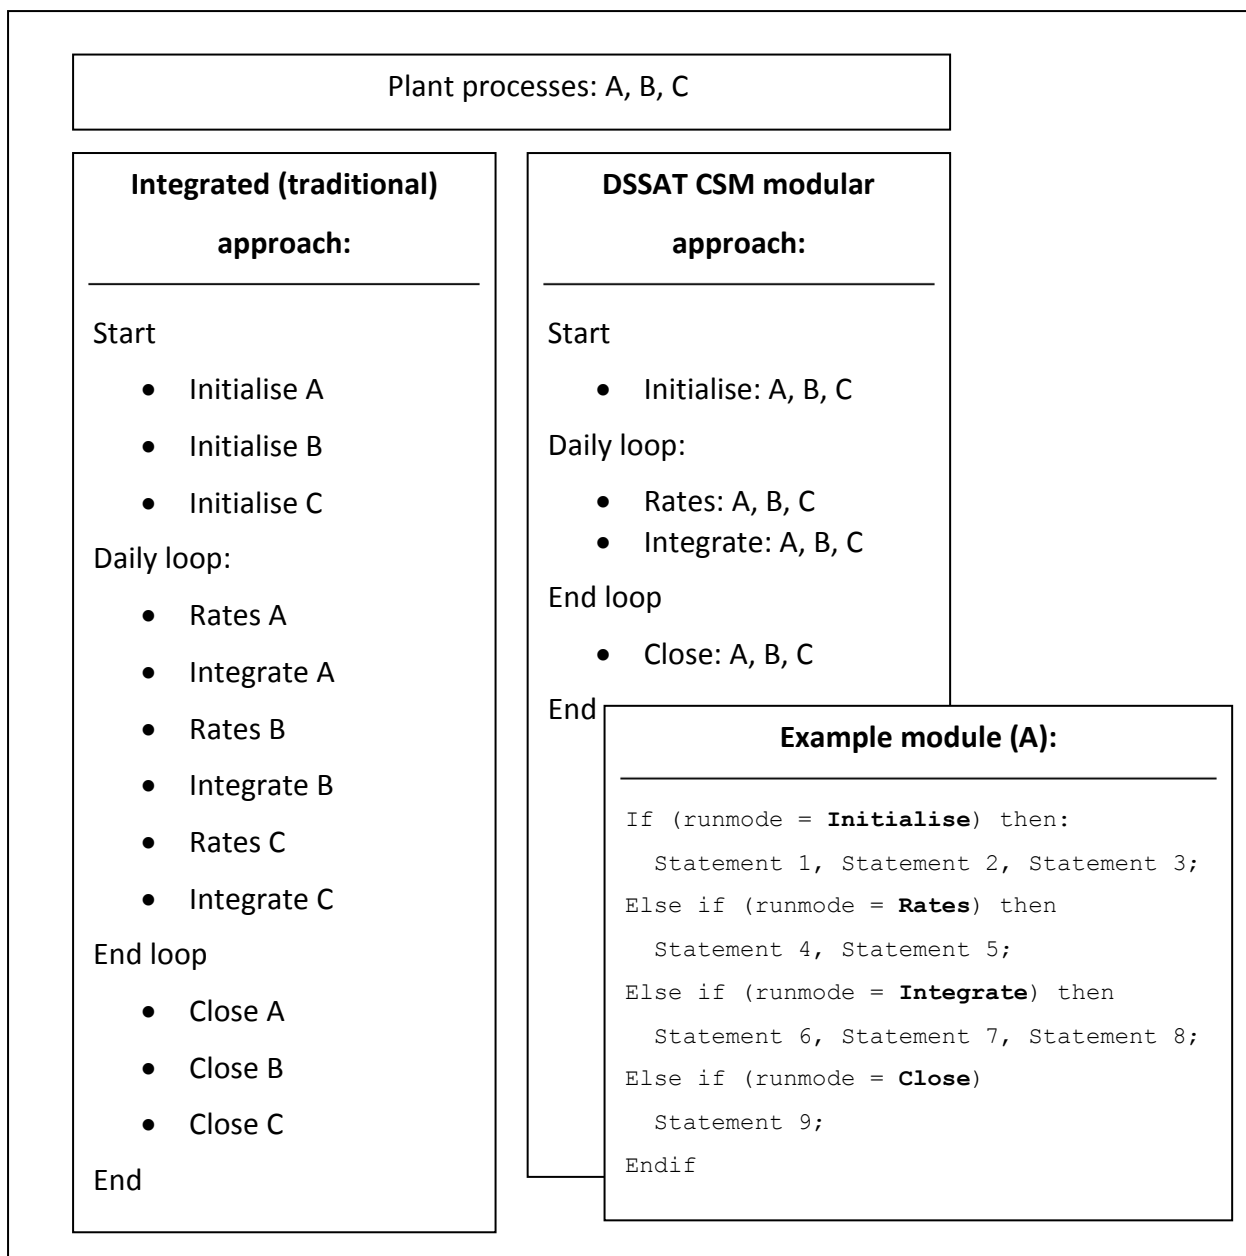 Plant processes: A, B, C
Integrated (traditional)
approach:
Start
• Initialise A
• Initialise B
• Initialise C
Daily loop:
• Rates A
• Integrate A
• Rates B
• Integrate B
• Rates C
• Integrate C
End loop
• Close A
• Close B
• Close C
End
DSSAT CSM modular
approach:
Start
• Initialise: A, B, C
Daily loop:
• Rates: A, B, C
• Integrate: A, B, C
End loop
• Close: A, B, C
End
Example module (A):
If (runmode = Initialise) then:
Statement 1, Statement 2, Statement 3;
Else if (runmode = Rates) then
Statement 4, Statement 5;
Else if (runmode = Integrate) then
Statement 6, Statement 7, Statement 8;
Else if (runmode = Close)
Statement 9;
Endif